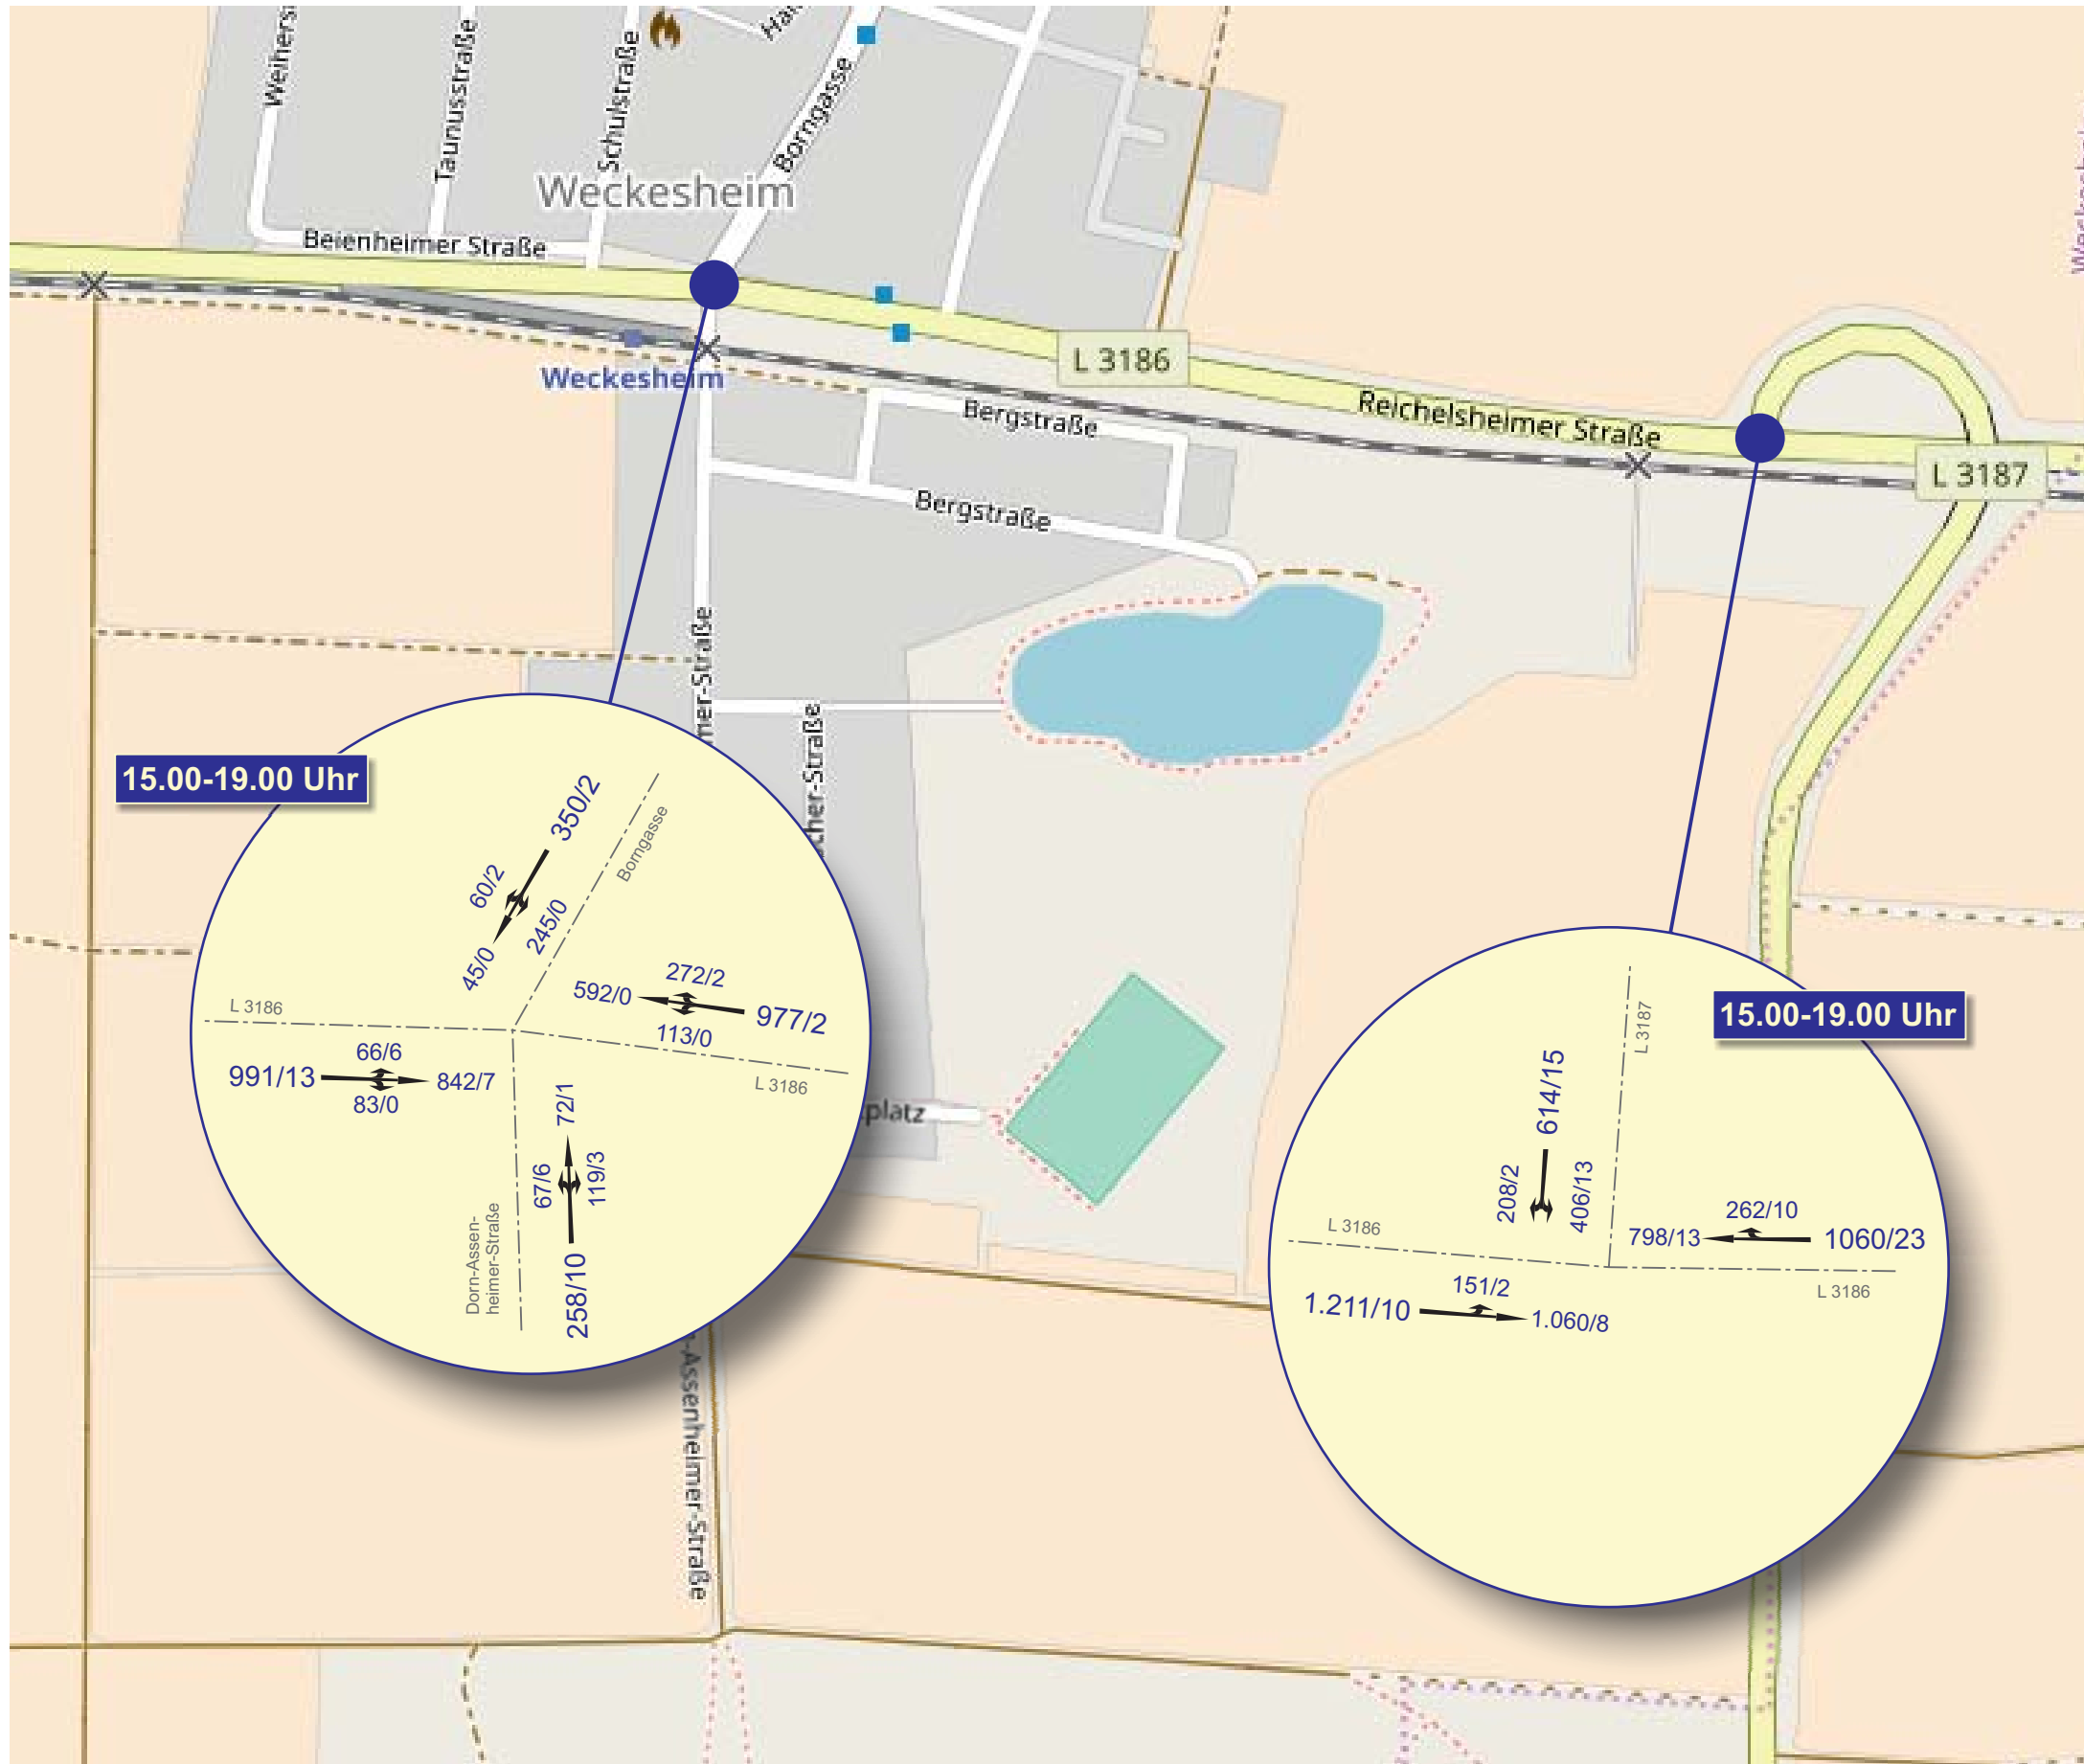 Taunusstraße
Schulstraße
Borngasse
Weckesheim
Beienheimer Straße
L 3186
Weckesheim
Reichelsheimer Straße
Bergstraße
L 3187
Bergstraße
mer-Straße
cher-Straße
15.00-19.00 Uhr
350/2
Borngasse
60/2
245/0
45/0
272/2
592/0
977/2
113/0
L 3186
L 3186
66/6
991/13
842/7
83/0
72/1
67/6
119/3
Dorn-Assen-
heimer-Straße
258/10
platz
15.00-19.00 Uhr
L 3187
614/15
208/2
406/13
262/10
798/13
1060/23
L 3186
L 3186
151/2
1.211/10
1.060/8
-Assenheimer-Straße